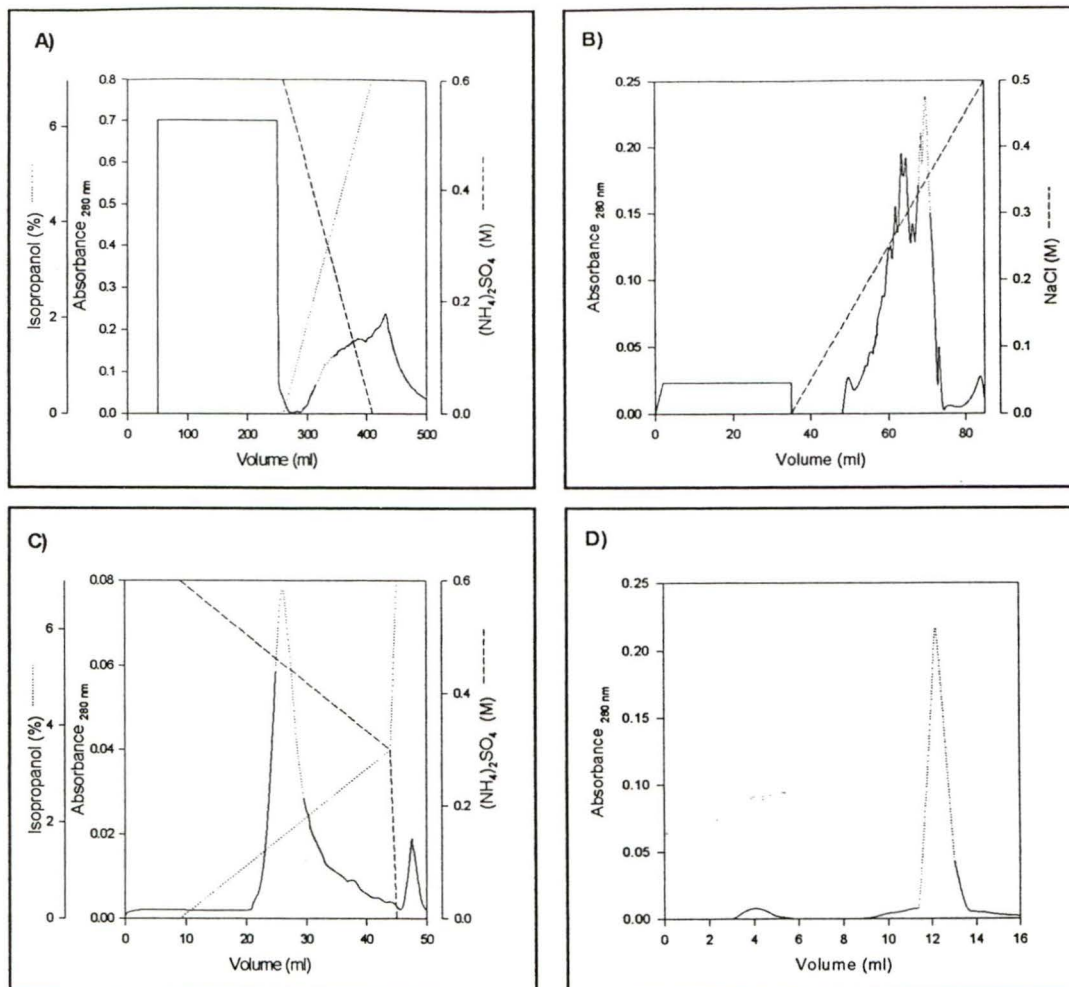 A)
Isopropanol (%)
Absorbance 280 nm
(NH4)2SO4 (M)
6
4
2
0
0.8
0.7
0.6
0.5
0.4
0.3
0.2
0.1
0.0
0.6
0.4
0.2
0.0
0 100 200 300 400 500
Volume (ml)
B)
Absorbance 280 nm
NaCl (M)
0.25
0.20
0.15
0.10
0.05
0.00
0.5
0.4
0.3
0.2
0.1
0.0
0 20 40 60 80
Volume (ml)
C)
Isopropanol (%)
Absorbance 280 nm
(NH4)2SO4 (M)
6
4
2
0
0.08
0.06
0.04
0.02
0.00
0.6
0.4
0.2
0.0
0 10 20 30 40 50
Volume (ml)
D)
Absorbance 280 nm
0.25
0.20
0.15
0.10
0.05
0.00
0 2 4 6 8 10 12 14 16
Volume (ml)